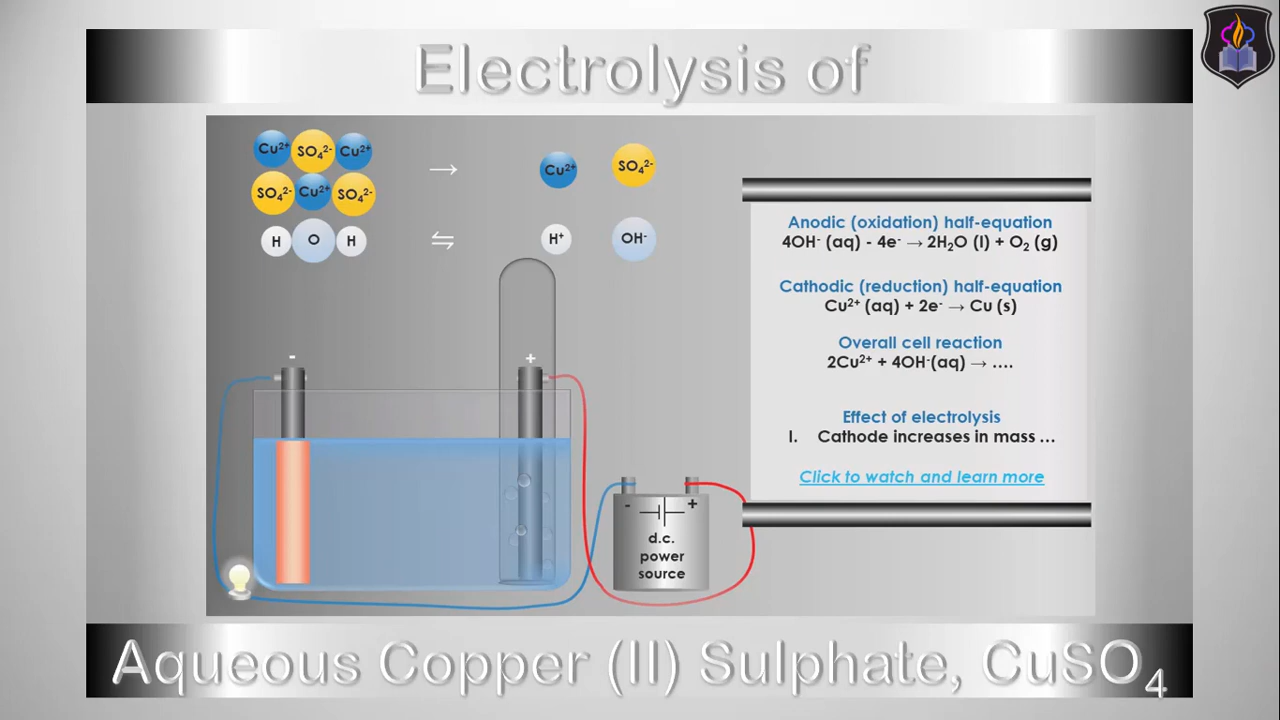 Electrolysis of
Cu²⁺ SO₄²⁻ Cu²⁺ → Cu²⁺ SO₄²⁻
SO₄²⁻ Cu²⁺ SO₄²⁻
H O H ⇋ H⁺ OH⁻
- +
Anodic (oxidation) half-equation
4OH⁻ (aq) - 4e⁻ → 2H₂O (l) + O₂ (g)
Cathodic (reduction) half-equation
Cu²⁺ (aq) + 2e⁻ → Cu (s)
Overall cell reaction
2Cu²⁺ + 4OH⁻(aq) → ....
Effect of electrolysis
I. Cathode increases in mass ...
Click to watch and learn more
- +
d.c.
power
source
Aqueous Copper (II) Sulphate, CuSO₄